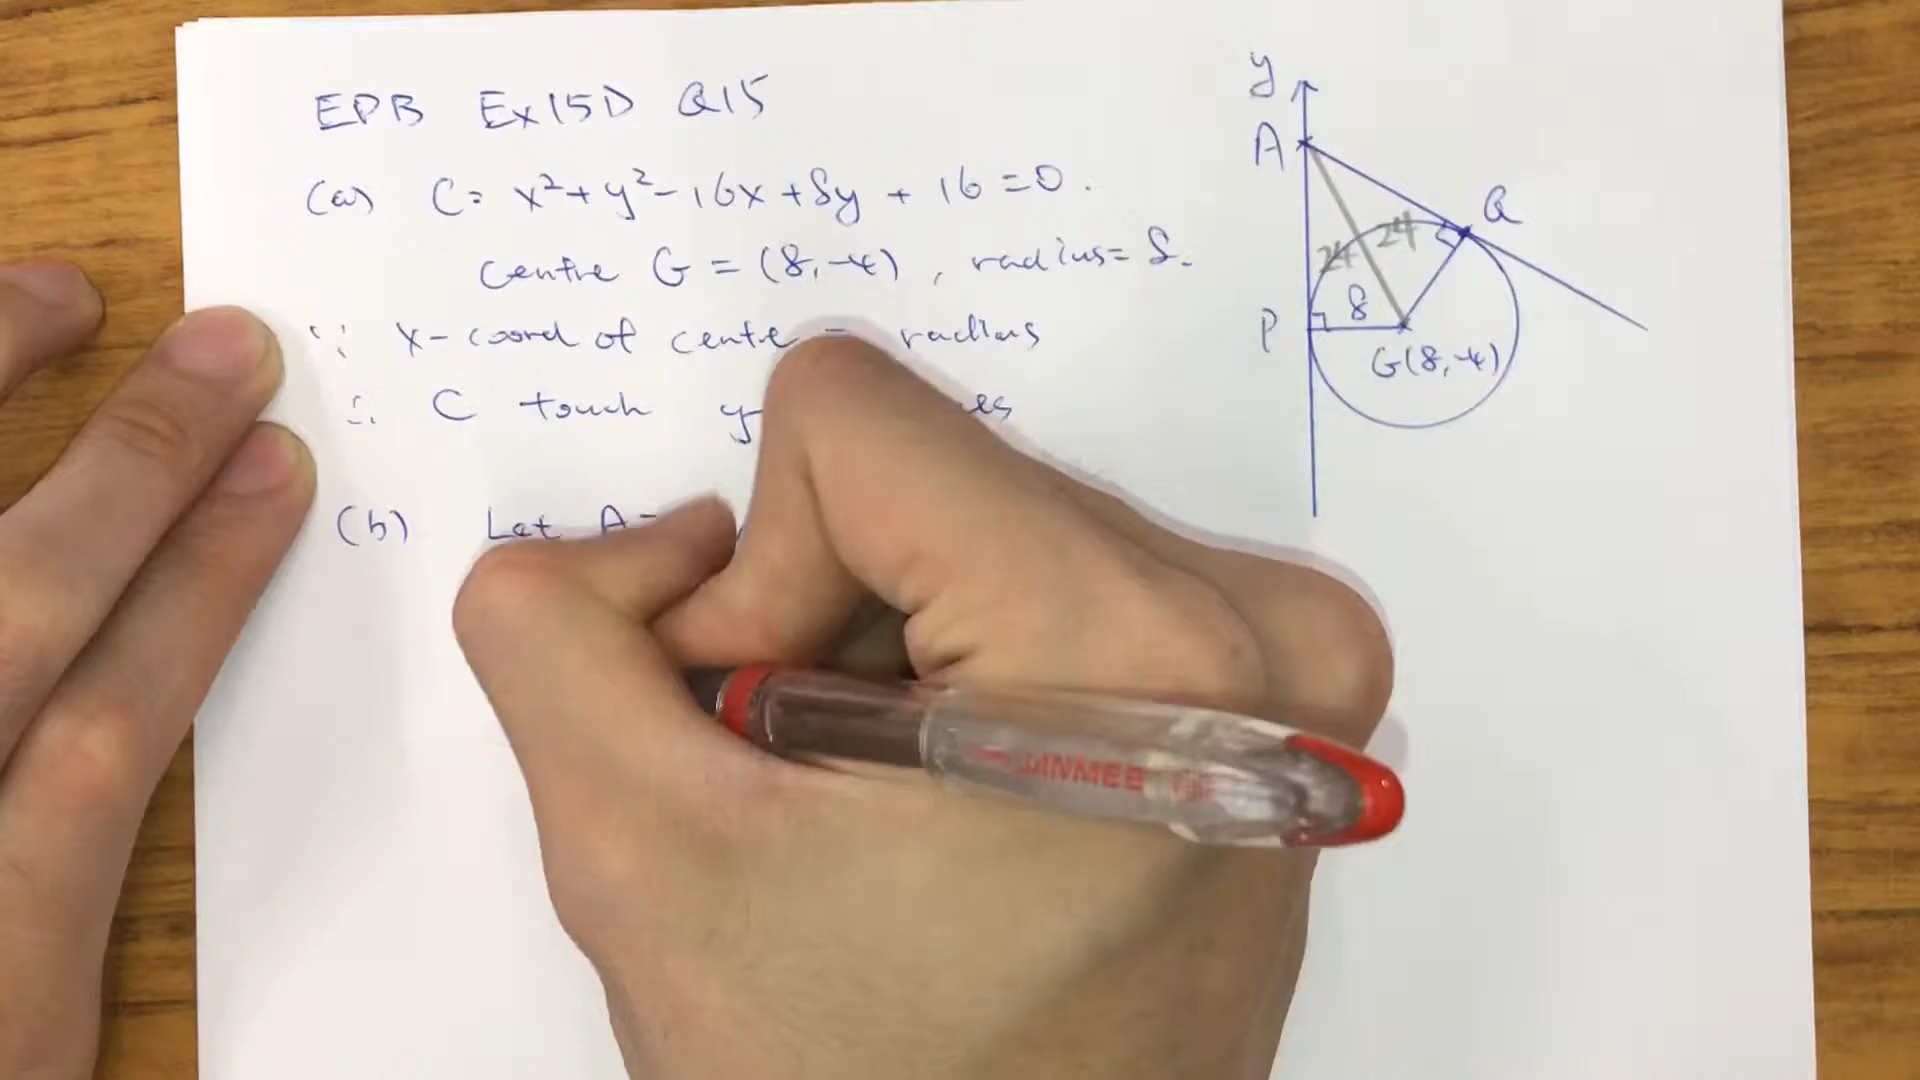 EPB Ex15D Q15
(a) C: x²+y²-16x+8y + 16 =0.
Centre G = (8,-4), radius= 8.
∵ x-coord of centre = radius
∴ C touch y
(b) Let A=
y
A
Q
24 24
8
P
G(8,-4)